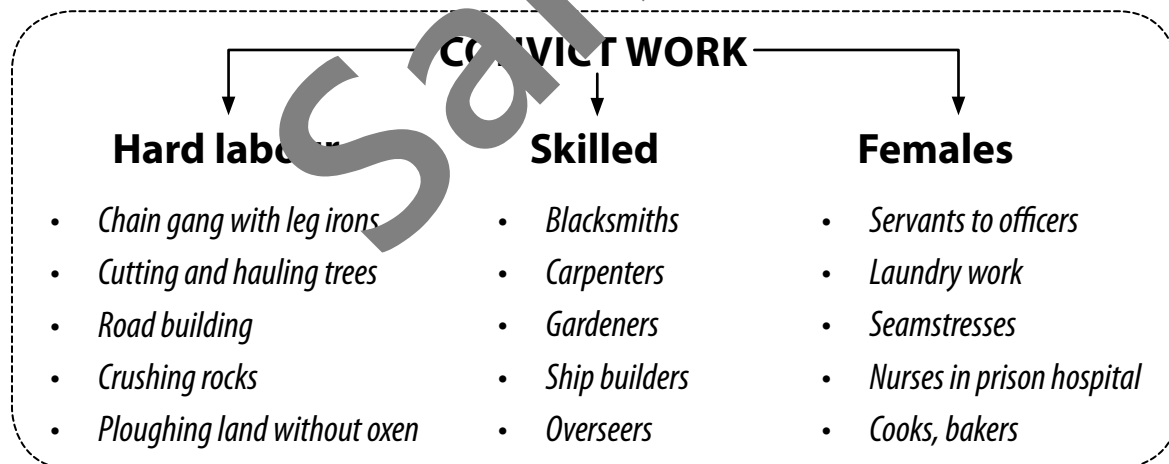 CONVICT WORK
Hard labour
Skilled
Females
• Chain gang with leg irons
• Cutting and hauling trees
• Road building
• Crushing rocks
• Ploughing land without oxen
• Blacksmiths
• Carpenters
• Gardeners
• Ship builders
• Overseers
• Servants to officers
• Laundry work
• Seamstresses
• Nurses in prison hospital
• Cooks, bakers